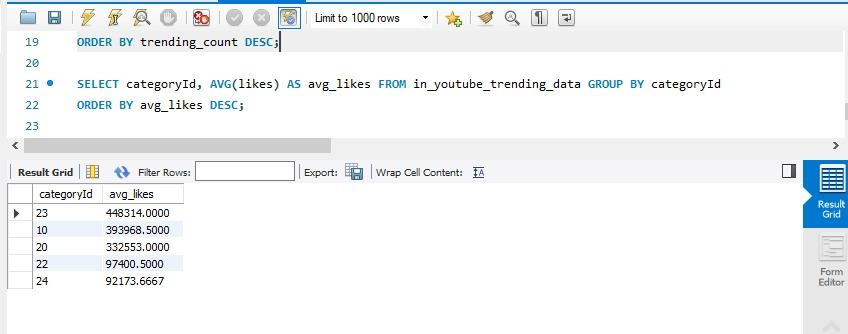 Limit to 1000 rows
19 ORDER BY trending_count DESC;
20
21 SELECT categoryId, AVG(likes) AS avg_likes FROM in_youtube_trending_data GROUP BY categoryId
22 ORDER BY avg_likes DESC;
23
Result Grid Filter Rows: Export: Wrap Cell Content: IA
categoryId avg_likes
23 448314.0000
10 393968.5000
20 332553.0000
22 97400.5000
24 92173.6667
Result
Grid
Form
Editor